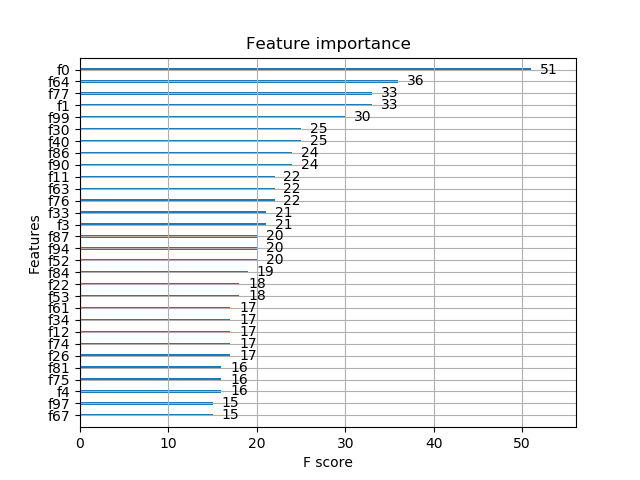 Feature importance
Features
f0 51
f64 36
f77 33
f1 33
f99 30
f30 25
f40 25
f86 24
f90 24
f11 22
f63 22
f76 22
f33 21
f3 21
f87 20
f94 20
f52 20
f84 19
f22 18
f53 18
f61 17
f34 17
f12 17
f74 17
f26 17
f81 16
f75 16
f4 16
f97 15
f67 15
0 10 20 30 40 50
F score